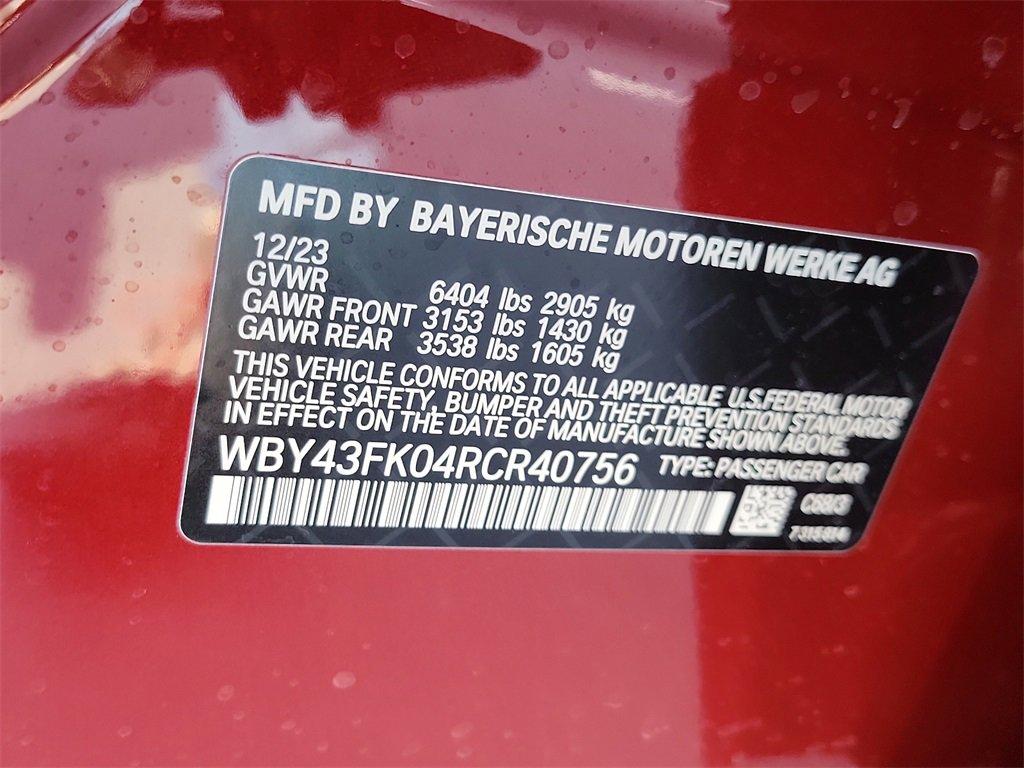 MFD BY BAYERISCHE MOTOREN WERKE AG
12/23
GVWR 6404 lbs 2905 kg
GAWR FRONT 3153 lbs 1430 kg
GAWR REAR 3538 lbs 1605 kg
THIS VEHICLE CONFORMS TO ALL APPLICABLE U.S.FEDERAL MOTOR
VEHICLE SAFETY, BUMPER AND THEFT PREVENTION STANDARDS
IN EFFECT ON THE DATE OF MANUFACTURE SHOWN ABOVE.
WBY43FK04RCR40756 TYPE: PASSENGER CAR